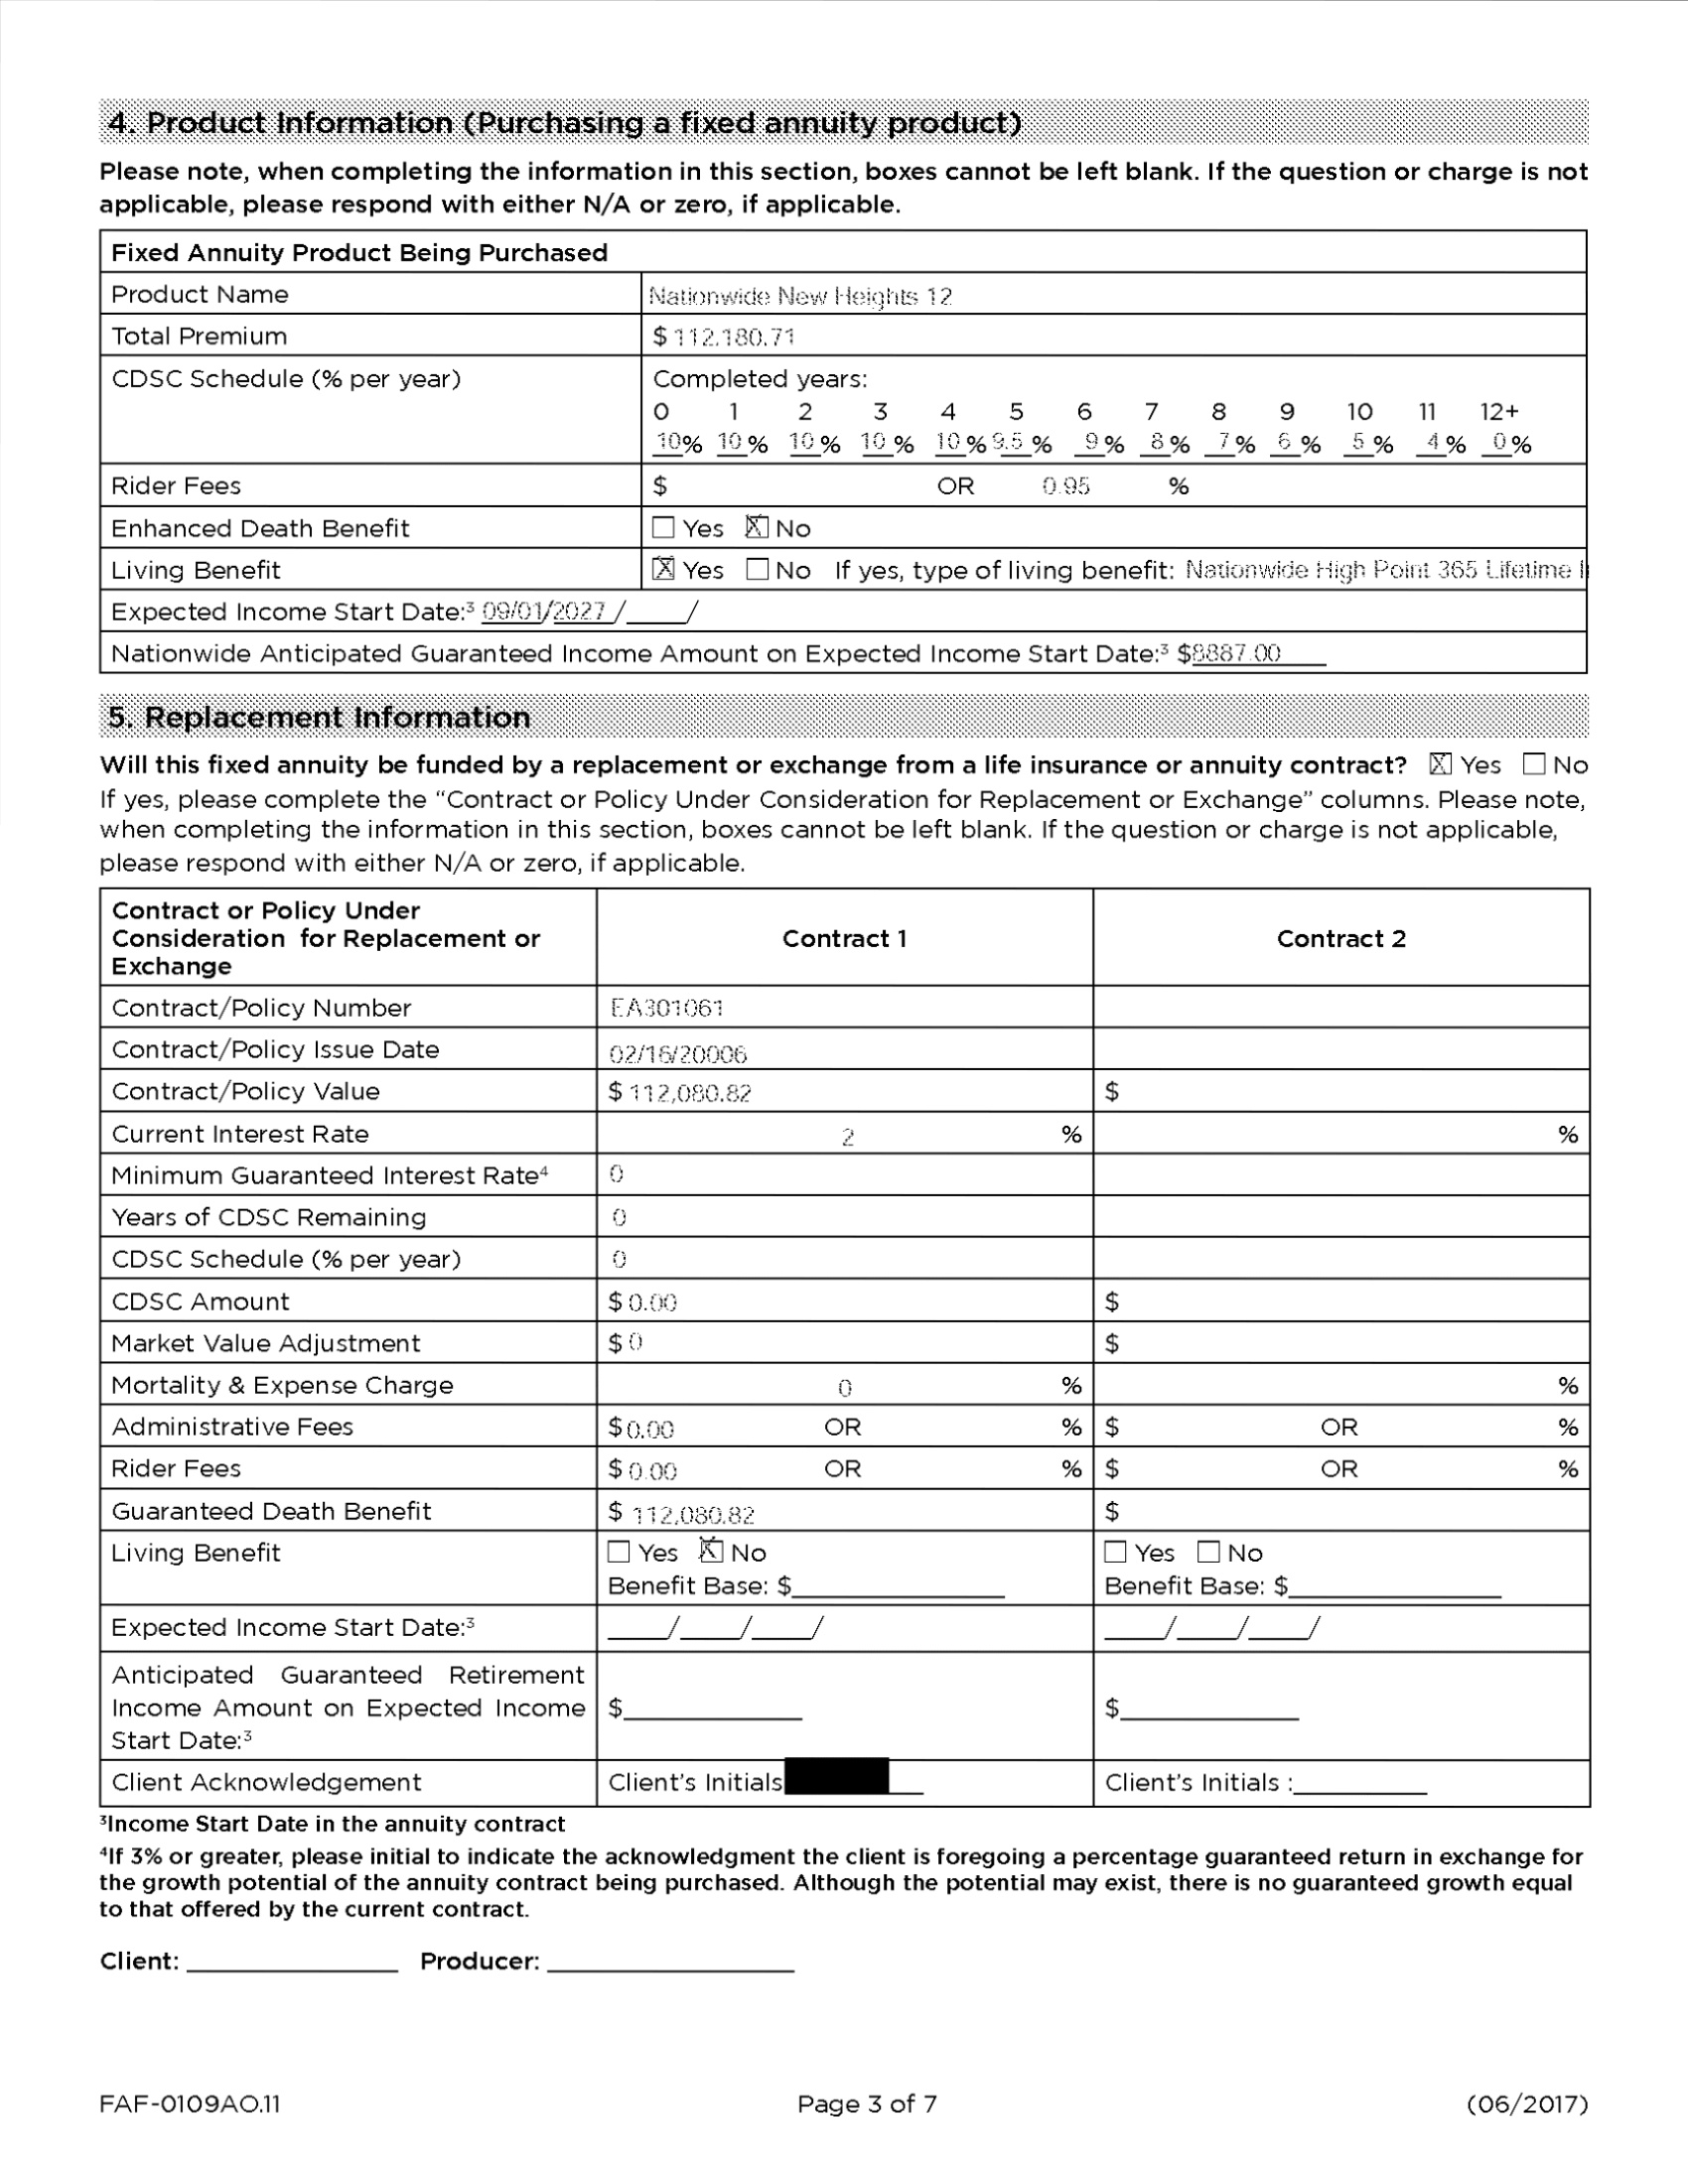 4. Product Information (Purchasing a fixed annuity product)
Please note, when completing the information in this section, boxes cannot be left blank. If the question or charge is not
applicable, please respond with either N/A or zero, if applicable.
Fixed Annuity Product Being Purchased
Product Name Nationwide New Heights 12
Total Premium $ 112,180.71
CDSC Schedule (% per year) Completed years:
0 1 2 3 4 5 6 7 8 9 10 11 12+
10% 10 % 10 % 10 % 10 % 9.5 % 9 % 8 % 7 % 6 % 5 % 4 % 0 %
Rider Fees $ OR 0.95 %
Enhanced Death Benefit ☐ Yes ☒ No
Living Benefit ☒ Yes ☐ No If yes, type of living benefit: Nationwide High Point 365 Lifetime
Expected Income Start Date:³ 09/01/2027 /____/
Nationwide Anticipated Guaranteed Income Amount on Expected Income Start Date:³ $8887.00
5. Replacement Information
Will this fixed annuity be funded by a replacement or exchange from a life insurance or annuity contract? ☒ Yes ☐ No
If yes, please complete the “Contract or Policy Under Consideration for Replacement or Exchange” columns. Please note,
when completing the information in this section, boxes cannot be left blank. If the question or charge is not applicable,
please respond with either N/A or zero, if applicable.
Contract or Policy Under
Consideration for Replacement or
Exchange
Contract 1 Contract 2
Contract/Policy Number EA301061
Contract/Policy Issue Date 02/16/20006
Contract/Policy Value $ 112,080.82 $
Current Interest Rate 2 % %
Minimum Guaranteed Interest Rate⁴ 0
Years of CDSC Remaining 0
CDSC Schedule (% per year) 0
CDSC Amount $ 0.00 $
Market Value Adjustment $ 0 $
Mortality & Expense Charge 0 % %
Administrative Fees $ 0.00 OR % $ OR %
Rider Fees $ 0.00 OR % $ OR %
Guaranteed Death Benefit $ 112,080.82 $
Living Benefit ☐ Yes ☒ No ☐ Yes ☐ No
Benefit Base: $________ Benefit Base: $________
Expected Income Start Date:³ ____/____/____/ ____/____/____/
Anticipated Guaranteed Retirement
Income Amount on Expected Income $________ $________
Start Date:³
Client Acknowledgement Client’s Initials Client’s Initials :________
³Income Start Date in the annuity contract
⁴If 3% or greater, please initial to indicate the acknowledgment the client is foregoing a percentage guaranteed return in exchange for
the growth potential of the annuity contract being purchased. Although the potential may exist, there is no guaranteed growth equal
to that offered by the current contract.
Client: ________ Producer: ________
FAF-0109AO.11 Page 3 of 7 (06/2017)